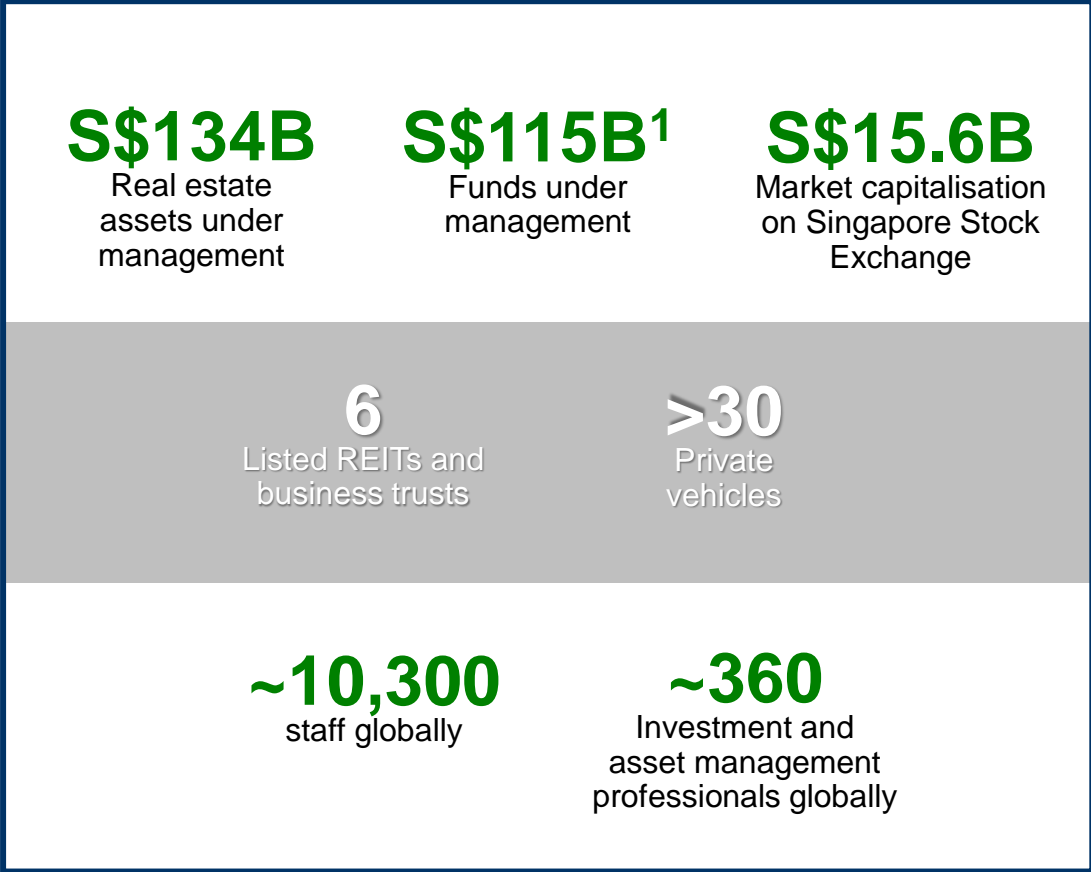 S$134B
Real estate
assets under
management
S$115B¹
Funds under
management
S$15.6B
Market capitalisation
on Singapore Stock
Exchange
6
Listed REITs and
business trusts
>30
Private
vehicles
~10,300
staff globally
~360
Investment and
asset management
professionals globally